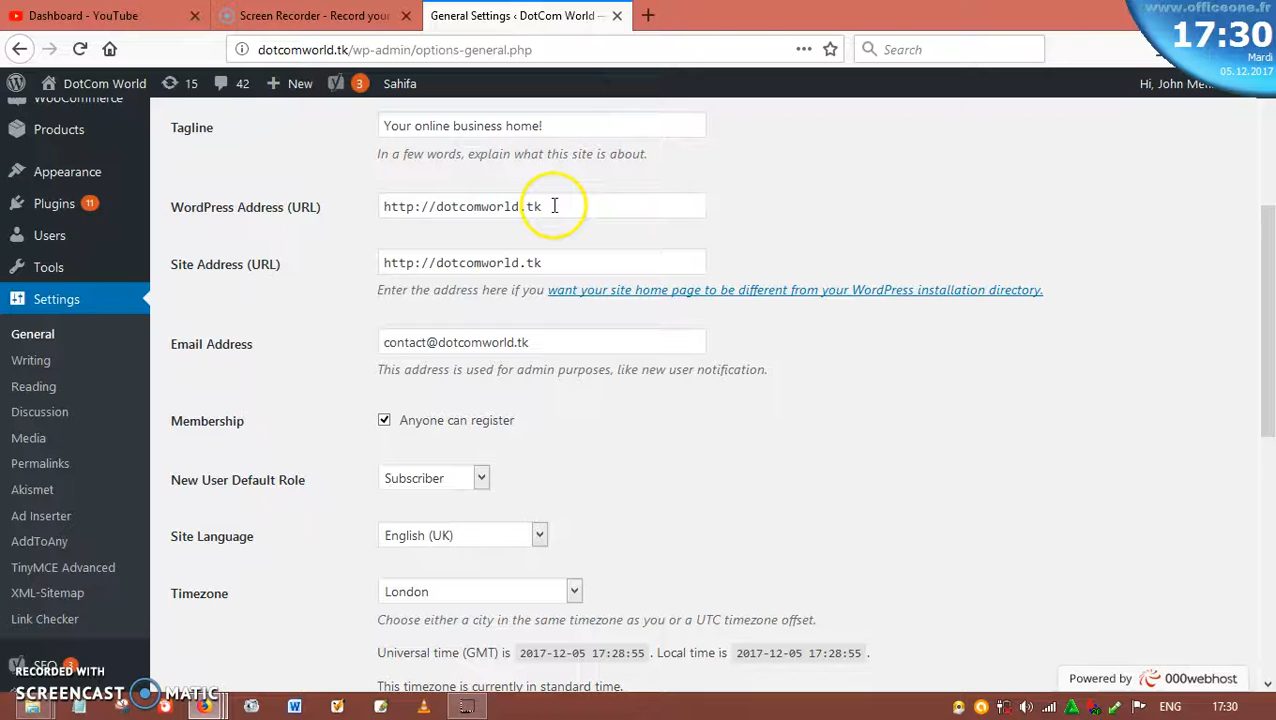 www.officeone.org
Dashboard - YouTube
Screen Recorder - Record your
General Settings ‹ DotCom World —
17:30
Mardi
05.12.2017
dotcomworld.tk/wp-admin/options-general.php
Search
DotCom World
15
42
New
3
Sahifa
Hi, John
WooCommerce
Products
Appearance
Plugins 11
Users
Tools
Settings
General
Writing
Reading
Discussion
Media
Permalinks
Akismet
Ad Inserter
AddToAny
TinyMCE Advanced
XML-Sitemap
Link Checker
SEO 3
Tagline
Your online business home!
In a few words, explain what this site is about.
WordPress Address (URL)
http://dotcomworld.tk
Site Address (URL)
http://dotcomworld.tk
Enter the address here if you want your site home page to be different from your WordPress installation directory.
Email Address
contact@dotcomworld.tk
This address is used for admin purposes, like new user notification.
Membership
Anyone can register
New User Default Role
Subscriber
Site Language
English (UK)
Timezone
London
Choose either a city in the same timezone as you or a UTC timezone offset.
Universal time (GMT) is 2017-12-05 17:28:55 . Local time is 2017-12-05 17:28:55 .
This timezone is currently in standard time.
Powered by 000webhost
RECORDED WITH
SCREENCAST MATIC
ENG
17:30